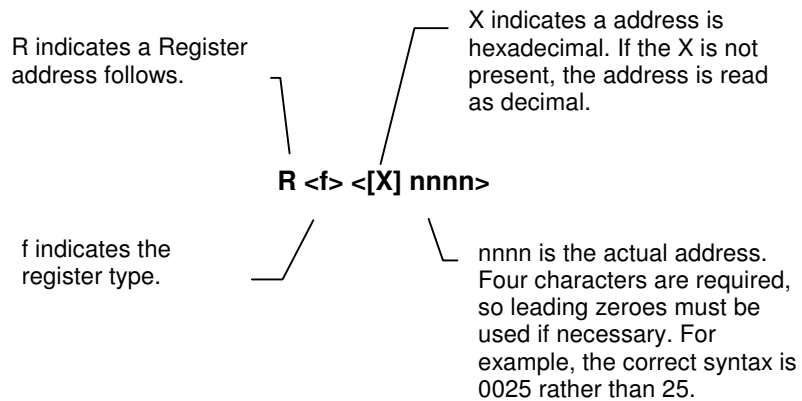 R indicates a Register
address follows.
X indicates a address is
hexadecimal. If the X is not
present, the address is read
as decimal.
R <f> <[X] nnnn>
f indicates the
register type.
nnnn is the actual address.
Four characters are required,
so leading zeroes must be
used if necessary. For
example, the correct syntax is
0025 rather than 25.